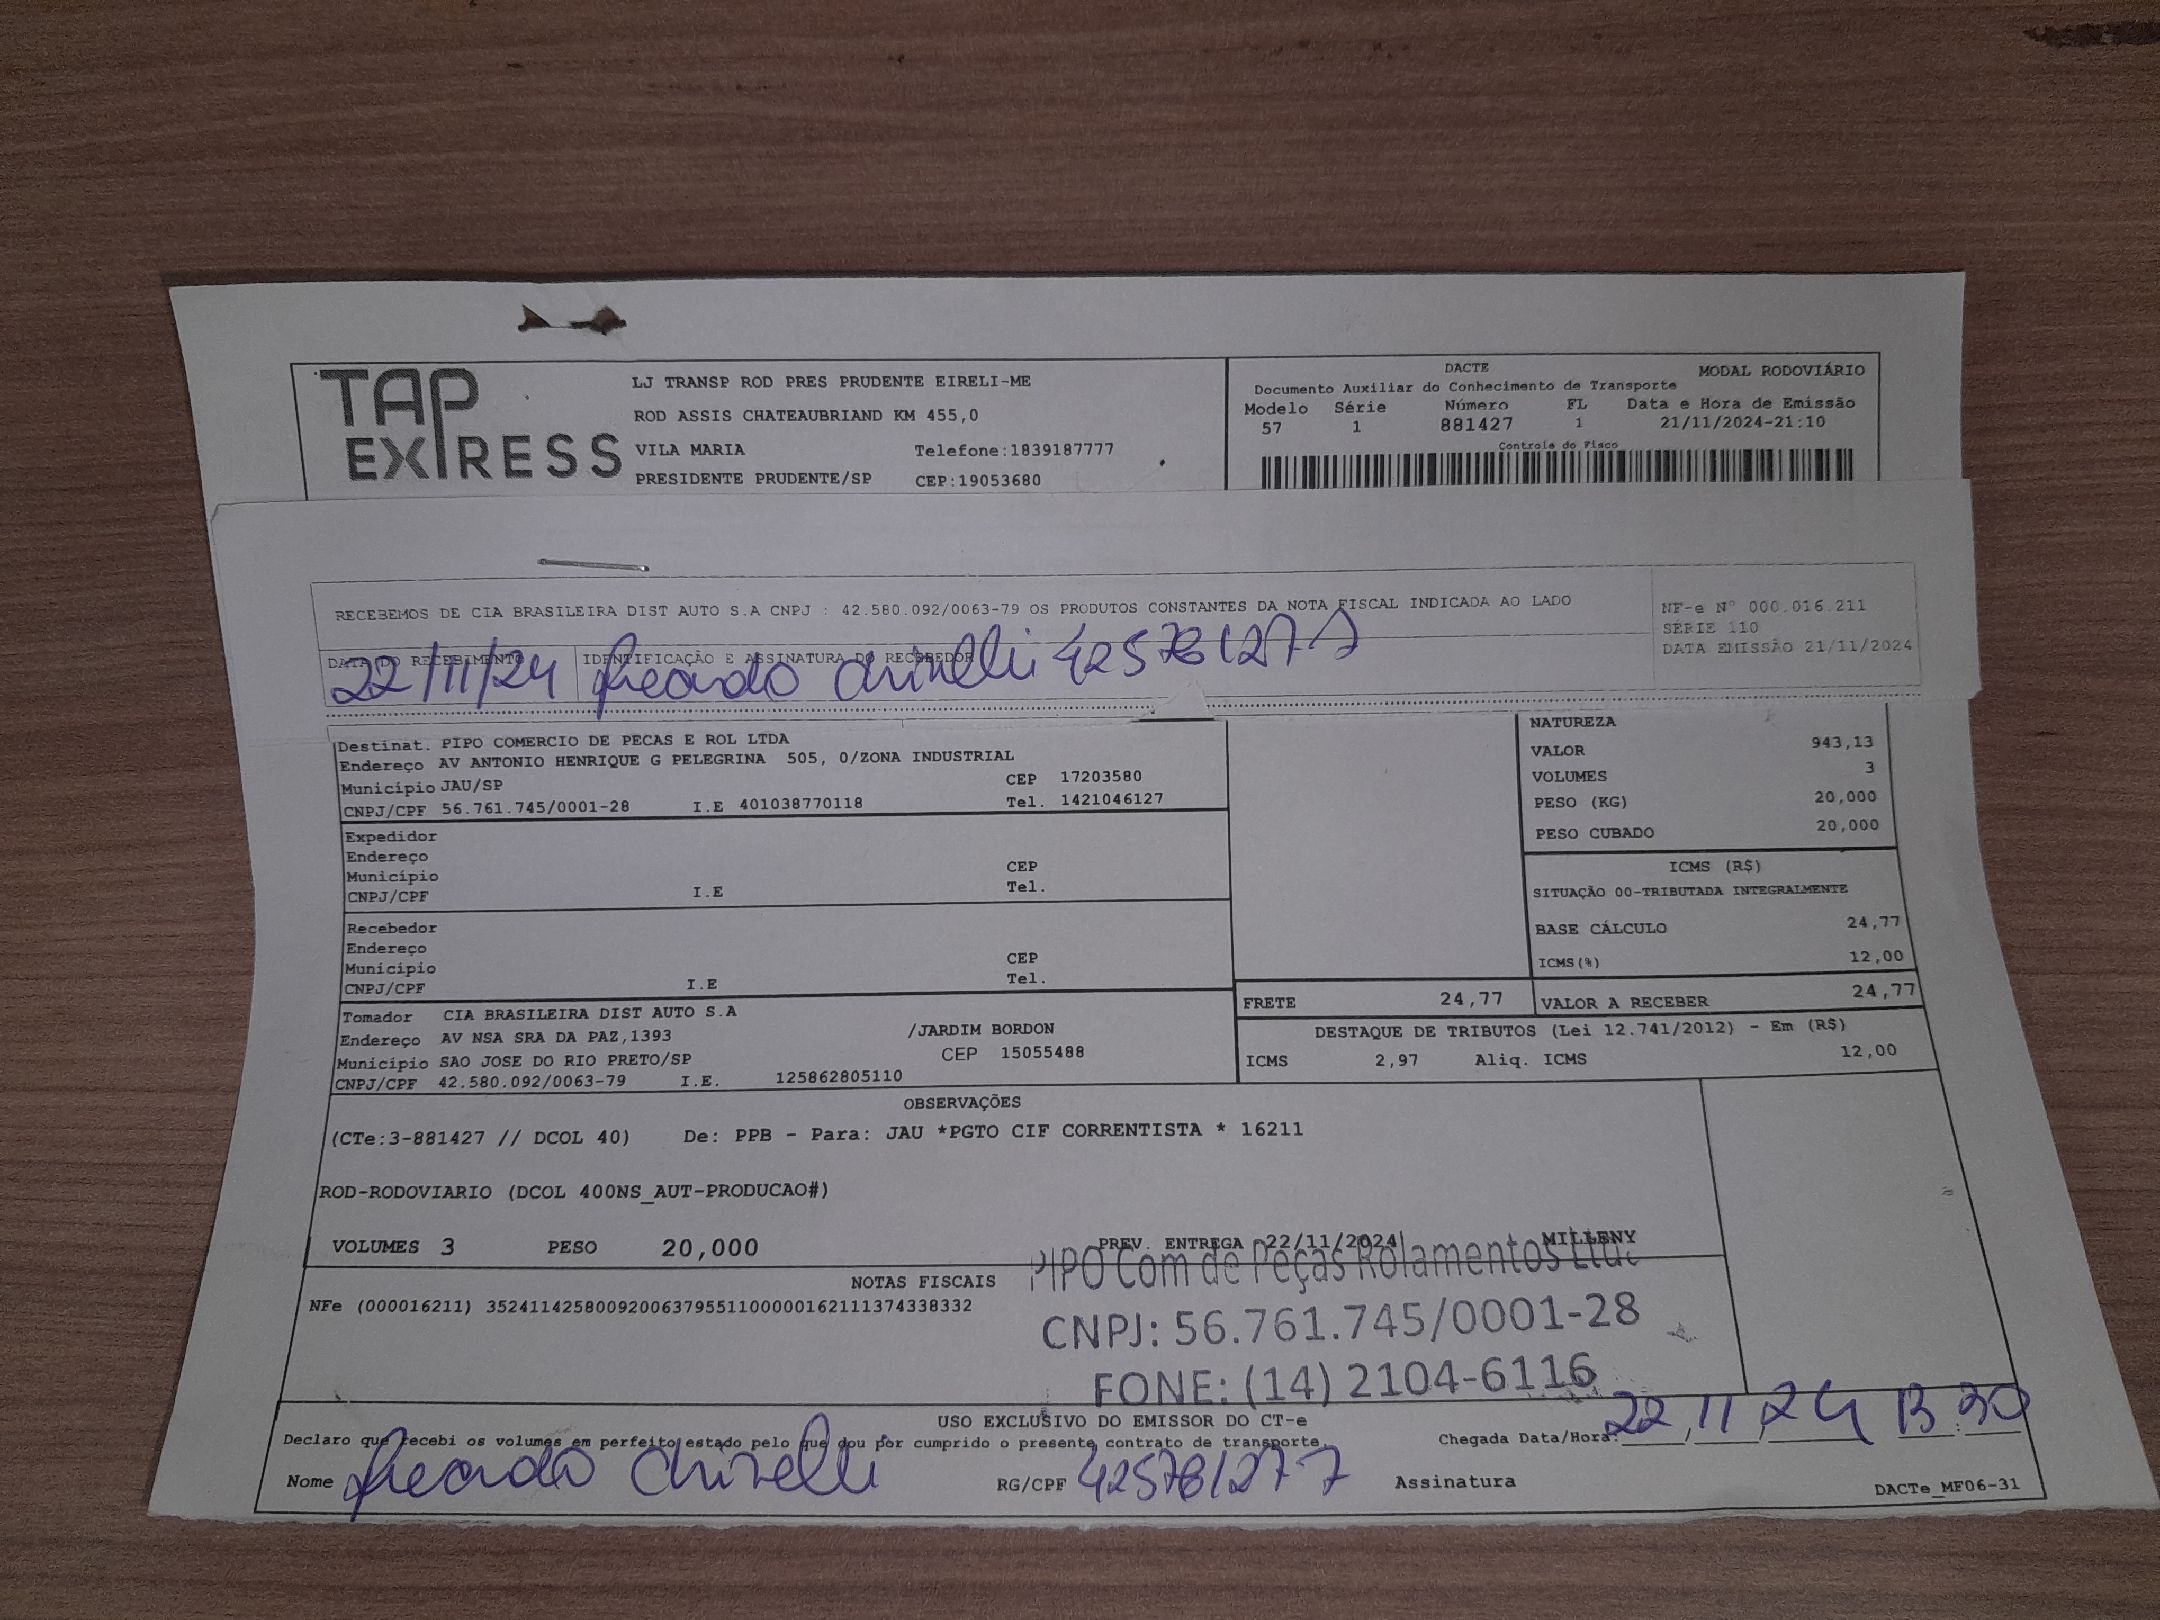 TAP EXPRESS
LJ TRANSP ROD PRES PRUDENTE EIRELI-ME
ROD ASSIS CHATEAUBRIAND KM 455,0
VILA MARIA Telefone:1839187777
PRESIDENTE PRUDENTE/SP CEP:19053680
DACTE MODAL RODOVIÁRIO
Documento Auxiliar do Conhecimento de Transporte
Modelo Série Número FL Data e Hora de Emissão
57 1 881427 1 21/11/2024-21:10
Controle do Fisco
RECEBEMOS DE CIA BRASILEIRA DIST AUTO S.A CNPJ : 42.580.092/0063-79 OS PRODUTOS CONSTANTES DA NOTA FISCAL INDICADA AO LADO
NF-e Nº 000.016.211
SÉRIE 110
DATA EMISSÃO 21/11/2024
DATA DO RECEBIMENTO IDENTIFICAÇÃO E ASSINATURA DO RECEBEDOR
22/11/24 425781277
Destinat. PIPO COMERCIO DE PECAS E ROL LTDA
Endereço AV ANTONIO HENRIQUE G PELEGRINA 505, 0/ZONA INDUSTRIAL
Município JAU/SP CEP 17203580
CNPJ/CPF 56.761.745/0001-28 I.E 401038770118 Tel. 1421046127
NATUREZA
VALOR 943,13
VOLUMES 3
PESO (KG) 20,000
PESO CUBADO 20,000
Expedidor
Endereço
Município CEP
CNPJ/CPF I.E Tel.
ICMS (R$)
SITUAÇÃO 00-TRIBUTADA INTEGRALMENTE
BASE CÁLCULO 24,77
ICMS(%) 12,00
Recebedor
Endereço
Município CEP
CNPJ/CPF I.E Tel.
FRETE 24,77 VALOR A RECEBER 24,77
Tomador CIA BRASILEIRA DIST AUTO S.A
Endereço AV NSA SRA DA PAZ,1393 /JARDIM BORDON
Município SAO JOSE DO RIO PRETO/SP CEP 15055488
CNPJ/CPF 42.580.092/0063-79 I.E. 125862805110
DESTAQUE DE TRIBUTOS (Lei 12.741/2012) - Em (R$)
ICMS 2,97 Aliq. ICMS 12,00
OBSERVAÇÕES
(CTe:3-881427 // DCOL 40) De: PPB - Para: JAU *PGTO CIF CORRENTISTA * 16211
ROD-RODOVIARIO (DCOL 400NS_AUT-PRODUCAO#)
VOLUMES 3 PESO 20,000 PREV. ENTREGA 22/11/2024 MILLENY
PIPO Com de Peças Rolamentos Ltda
CNPJ: 56.761.745/0001-28
FONE: (14) 2104-6116
NOTAS FISCAIS
NFe (000016211) 35241142580092006379551100000162111374338332
USO EXCLUSIVO DO EMISSOR DO CT-e
Declaro que recebi os volumes em perfeito estado pelo que dou por cumprido o presente contrato de transporte.
Chegada Data/Hora: 22 11 24 13 30
Nome RG/CPF 425781277 Assinatura
DACTe_MF06-31